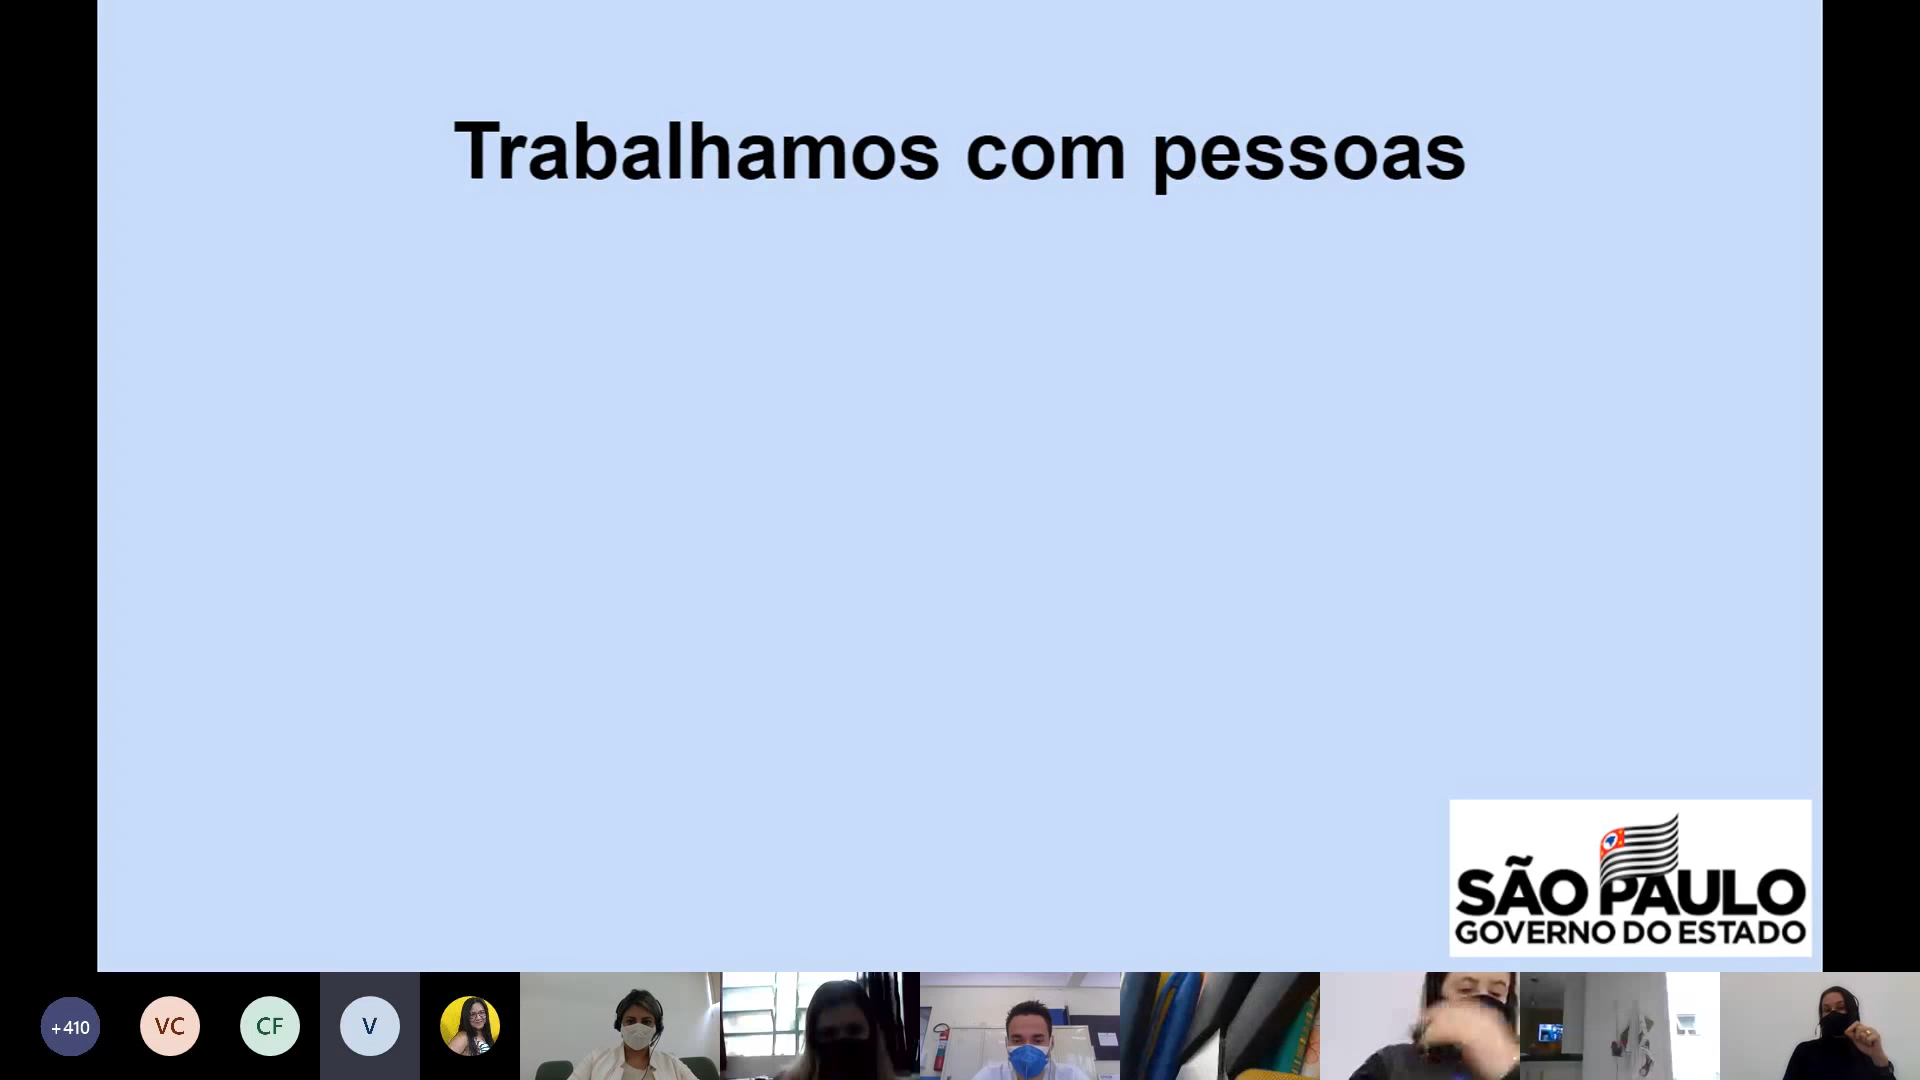 Trabalhamos com pessoas
SÃO PAULO
GOVERNO DO ESTADO
+410
VC
CF
V